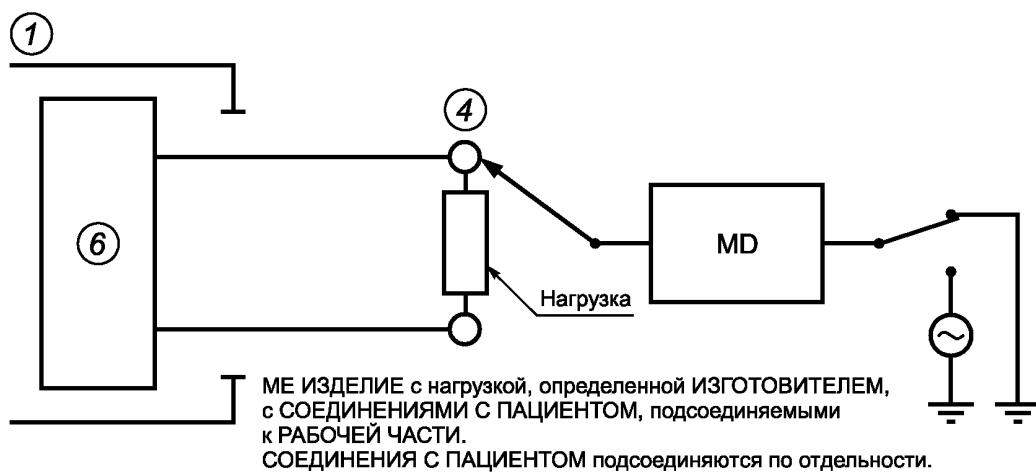 1
4
6
MD
Нагрузка
МЕ ИЗДЕЛИЕ с нагрузкой, определенной ИЗГОТОВИТЕЛЕМ,
с СОЕДИНЕНИЯМИ С ПАЦИЕНТОМ, подсоединяемыми
к РАБОЧЕЙ ЧАСТИ.
СОЕДИНЕНИЯ С ПАЦИЕНТОМ подсоединяются по отдельности.